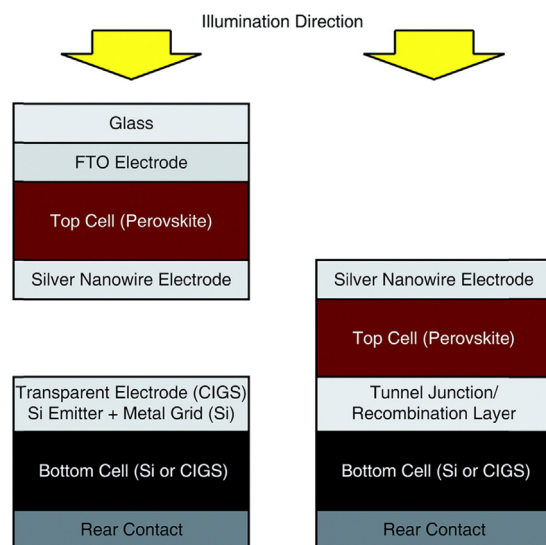 Illumination Direction
Glass
FTO Electrode
Top Cell (Perovskite)
Silver Nanowire Electrode
Transparent Electrode (CIGS)
Si Emitter + Metal Grid (Si)
Bottom Cell (Si or CIGS)
Rear Contact
Silver Nanowire Electrode
Top Cell (Perovskite)
Tunnel Junction/
Recombination Layer
Bottom Cell (Si or CIGS)
Rear Contact